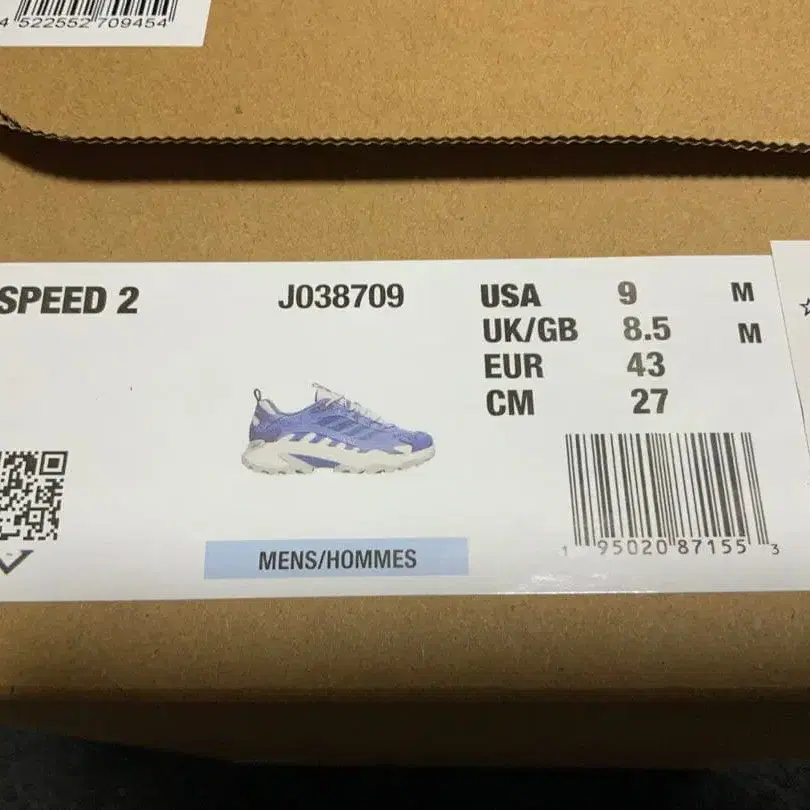 4 522552 709454
SPEED 2
J038709
USA 9 M
UK/GB 8.5 M
EUR 43
CM 27
MENS/HOMMES
1 95020 87155 3